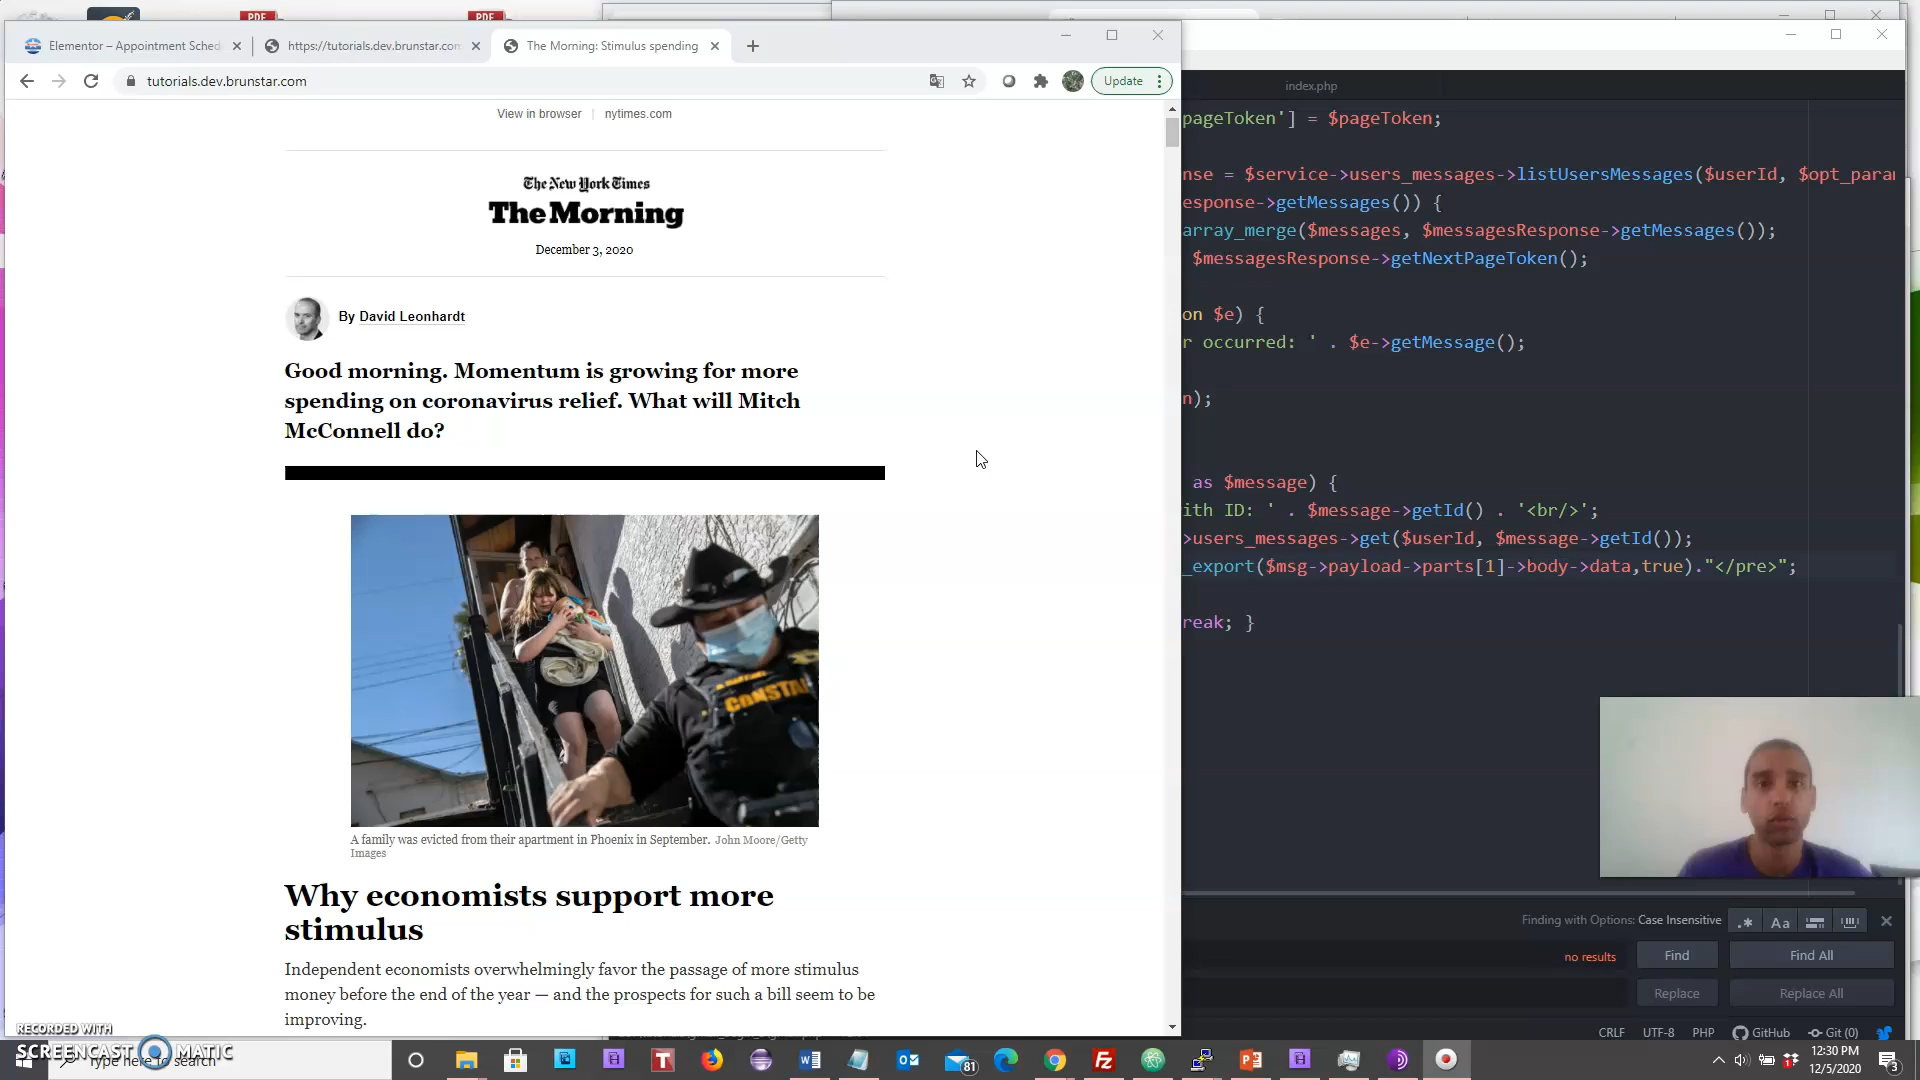 PDF
PDF
Elementor – Appointment Sched
https://tutorials.dev.brunstar.com
The Morning: Stimulus spending
tutorials.dev.brunstar.com
Update
View in browser | nytimes.com
The New York Times
The Morning
December 3, 2020
By David Leonhardt
Good morning. Momentum is growing for more
spending on coronavirus relief. What will Mitch
McConnell do?
CONSTA
A family was evicted from their apartment in Phoenix in September. John Moore/Getty
Images
Why economists support more
stimulus
Independent economists overwhelmingly favor the passage of more stimulus
money before the end of the year — and the prospects for such a bill seem to be
improving.
index.php
pageToken'] = $pageToken;
nse = $service->users_messages->listUsersMessages($userId, $opt_parar
esponse->getMessages()) {
array_merge($messages, $messagesResponse->getMessages());
$messagesResponse->getNextPageToken();
on $e) {
r occurred: ' . $e->getMessage();
n);
as $message) {
ith ID: ' . $message->getId() . '<br/>';
>users_messages->get($userId, $message->getId());
_export($msg->payload->parts[1]->body->data,true)."</pre>";
reak; }
Finding with Options: Case Insensitive
.* Aa
no results
Find
Find All
Replace
Replace All
CRLF UTF-8 PHP GitHub Git (0)
RECORDED WITH
SCREENCAST MATIC
Type here to search
81
12:30 PM
12/5/2020
3